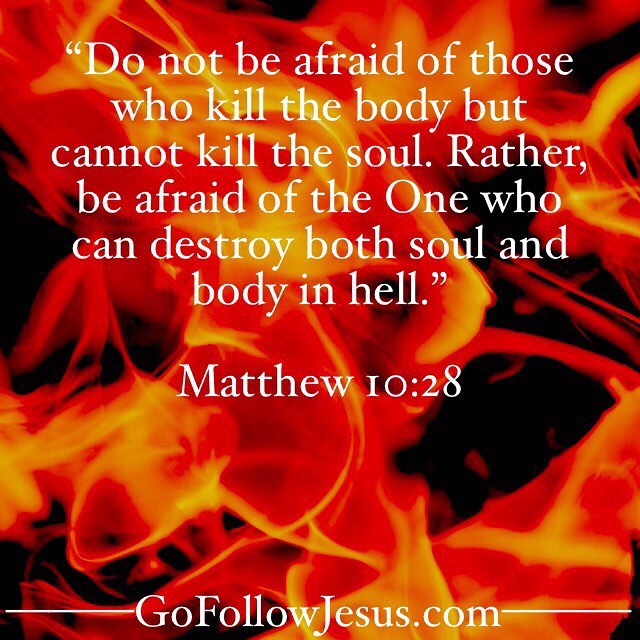 “Do not be afraid of those
who kill the body but
cannot kill the soul. Rather,
be afraid of the One who
can destroy both soul and
body in hell.”
Matthew 10:28
GoFollowJesus.com